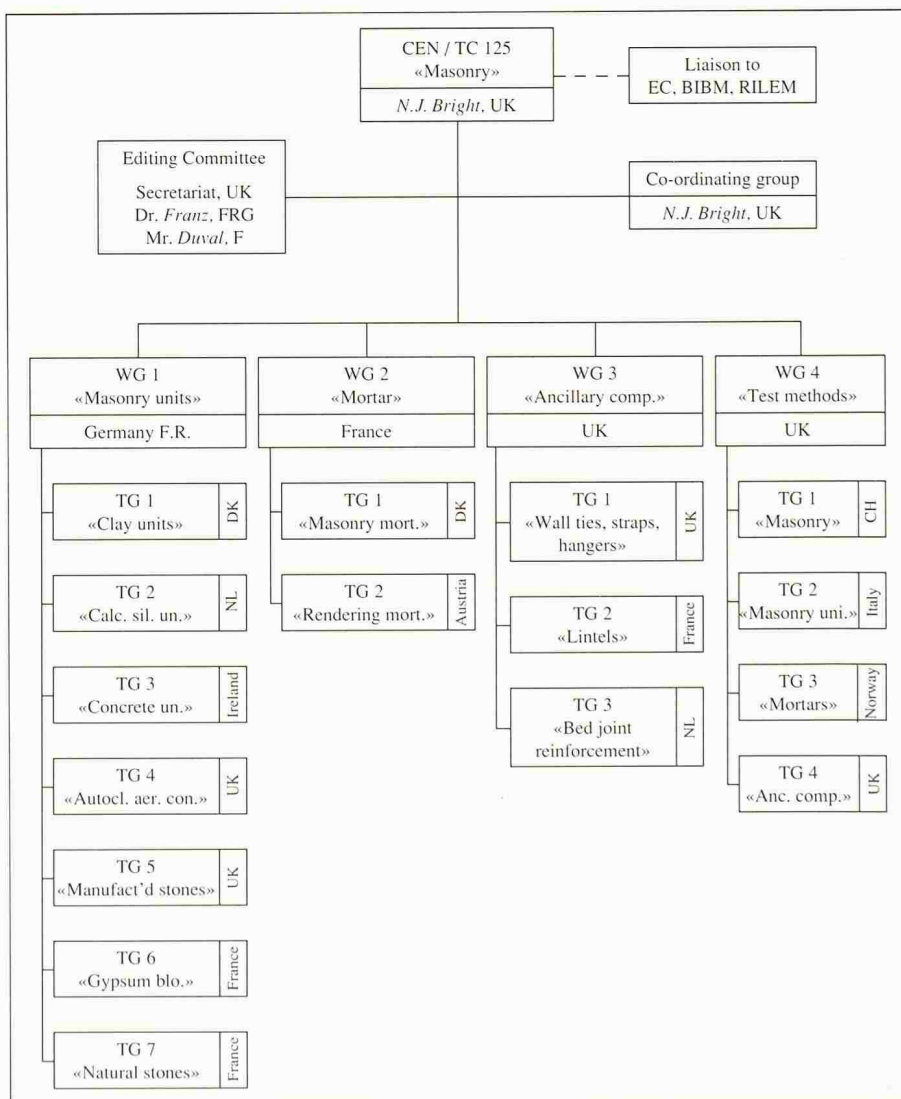 CEN / TC 125
«Masonry»
N.J. Bright, UK
Liaison to
EC, BIBM, RILEM
Editing Committee
Secretariat, UK
Dr. Franz, FRG
Mr. Duval, F
Co-ordinating group
N.J. Bright, UK
WG 1
«Masonry units»
Germany F.R.
TG 1
«Clay units»
DK
TG 2
«Calc. sil. un.»
NL
TG 3
«Concrete un.»
Ireland
TG 4
«Autocl. aer. con.»
UK
TG 5
«Manufact'd stones»
UK
TG 6
«Gypsum blo.»
France
TG 7
«Natural stones»
France
WG 2
«Mortar»
France
TG 1
«Masonry mort.»
DK
TG 2
«Rendering mort.»
Austria
WG 3
«Ancillary comp.»
UK
TG 1
«Wall ties, straps,
hangers»
UK
TG 2
«Lintels»
France
TG 3
«Bed joint
reinforcement»
NL
WG 4
«Test methods»
UK
TG 1
«Masonry»
CH
TG 2
«Masonry uni.»
Italy
TG 3
«Mortars»
Norway
TG 4
«Anc. comp.»
UK